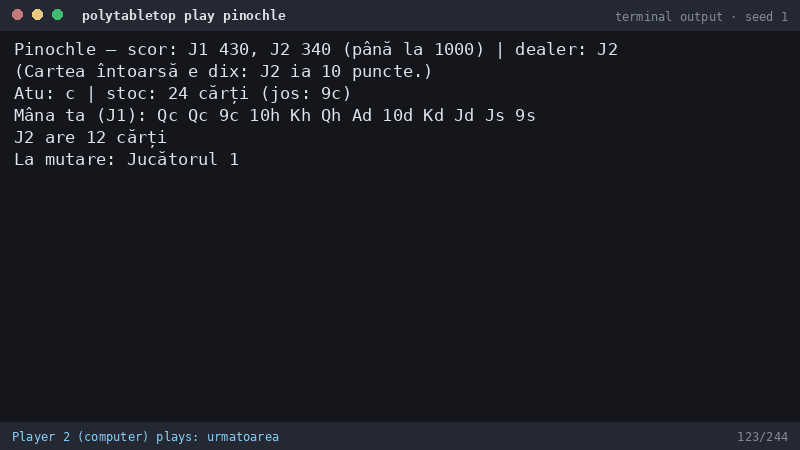 polytabletop play pinochle
terminal output · seed 1
Pinochle — scor: J1 430, J2 340 (până la 1000) | dealer: J2
(Cartea întoarsă e dix: J2 ia 10 puncte.)
Atu: c | stoc: 24 cărți (jos: 9c)
Mâna ta (J1): Qc Qc 9c 10h Kh Qh Ad 10d Kd Jd Js 9s
J2 are 12 cărți
La mutare: Jucătorul 1
Player 2 (computer) plays: urmatoarea
123/244